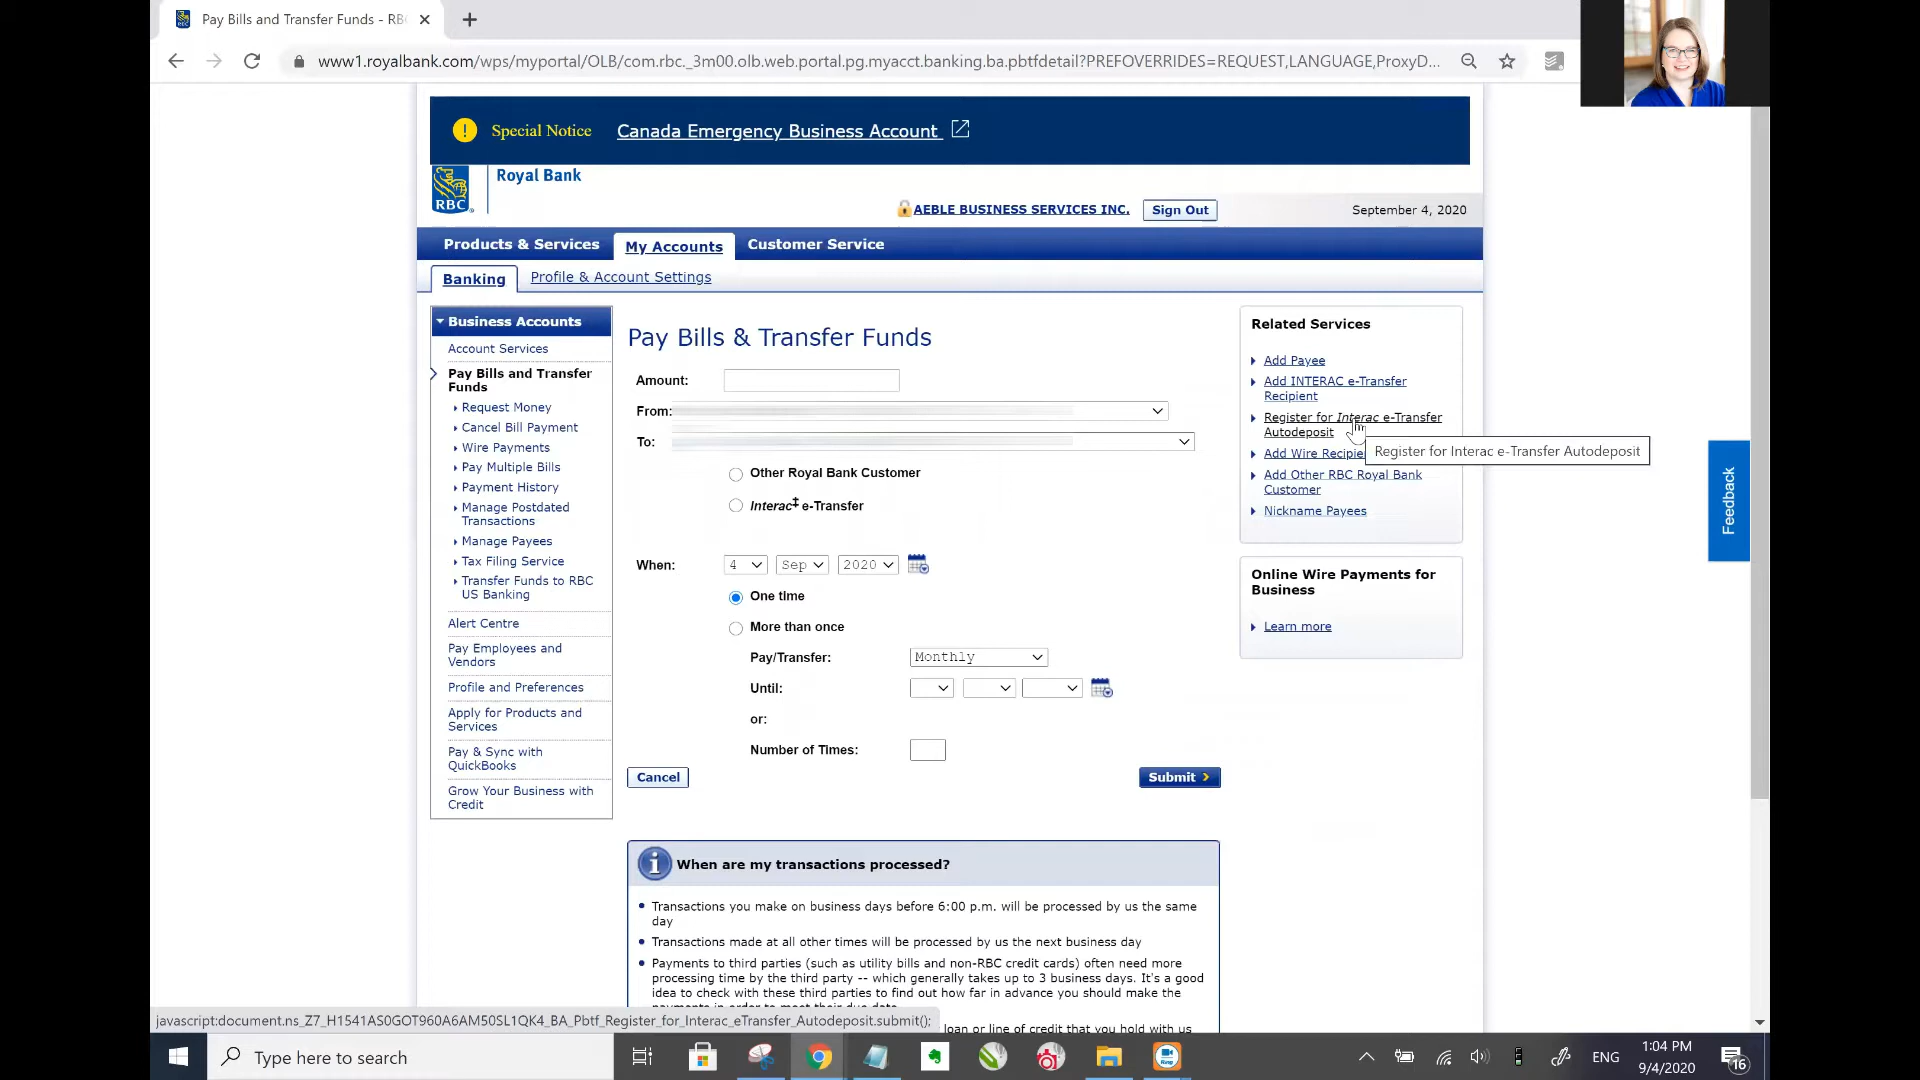 Pay Bills and Transfer Funds - RB
www1.royalbank.com/wps/myportal/OLB/com.rbc._3m00.olb.web.portal.pg.myacct.banking.ba.pbtfdetail?PREFOVERRIDES=REQUEST,LANGUAGE,ProxyD...
! Special Notice Canada Emergency Business Account
RBC Royal Bank
AEBLE BUSINESS SERVICES INC. Sign Out September 4, 2020
Products & Services My Accounts Customer Service
Banking Profile & Account Settings
Business Accounts
Account Services
Pay Bills and Transfer
Funds
Request Money
Cancel Bill Payment
Wire Payments
Pay Multiple Bills
Payment History
Manage Postdated
Transactions
Manage Payees
Tax Filing Service
Transfer Funds to RBC
US Banking
Alert Centre
Pay Employees and
Vendors
Profile and Preferences
Apply for Products and
Services
Pay & Sync with
QuickBooks
Grow Your Business with
Credit
Pay Bills & Transfer Funds
Amount:
From:
To:
Other Royal Bank Customer
Interac‡ e-Transfer
When: 4 Sep 2020
One time
More than once
Pay/Transfer: Monthly
Until:
or:
Number of Times:
Cancel Submit
Related Services
Add Payee
Add INTERAC e-Transfer
Recipient
Register for Interac e-Transfer
Autodeposit
Add Wire Recipie
Register for Interac e-Transfer Autodeposit
Add Other RBC Royal Bank
Customer
Nickname Payees
Online Wire Payments for
Business
Learn more
Feedback
i When are my transactions processed?
Transactions you make on business days before 6:00 p.m. will be processed by us the same
day
Transactions made at all other times will be processed by us the next business day
Payments to third parties (such as utility bills and non-RBC credit cards) often need more
processing time by the third party -- which generally takes up to 3 business days. It's a good
idea to check with these third parties to find out how far in advance you should make the
payments in order to meet their due date
loan or line of credit that you hold with us
javascript:document.ns_Z7_H1541AS0GOT960A6AM50SL1QK4_BA_Pbtf_Register_for_Interac_eTransfer_Autodeposit.submit();
Type here to search
ENG
1:04 PM
9/4/2020
16